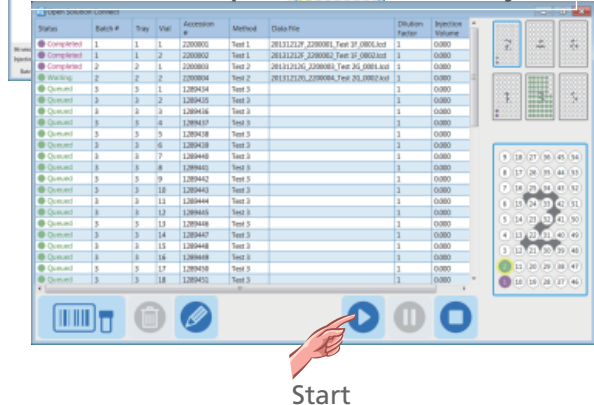 Open Solution Connect
Status Batch # Tray Vial Accession # Method Data File Dilution Factor Injection Volume
Completed 1 1 1 2200801 Test 1 1 0.000
Completed 1 1 2 2200802 Test 1 1 0.000
Completed 2 2 1 2200803 Test 2 1 0.000
Waiting 2 2 2 2200804 Test 2 1 0.000
Queued 3 3 1 1289434 Test 3 1 0.000
Queued 3 3 2 1289435 Test 3 1 0.000
Queued 3 3 3 1289436 Test 3 1 0.000
Queued 3 3 4 1289437 Test 3 1 0.000
Queued 3 3 5 1289438 Test 3 1 0.000
Queued 3 3 6 1289439 Test 3 1 0.000
Queued 3 3 7 1289440 Test 3 1 0.000
Queued 3 3 8 1289441 Test 3 1 0.000
Queued 3 3 9 1289442 Test 3 1 0.000
Queued 3 3 10 1289443 Test 3 1 0.000
Queued 3 3 11 1289444 Test 3 1 0.000
Queued 3 3 12 1289445 Test 3 1 0.000
Queued 3 3 13 1289446 Test 3 1 0.000
Queued 3 3 14 1289447 Test 3 1 0.000
Queued 3 3 15 1289448 Test 3 1 0.000
Queued 3 3 16 1289449 Test 3 1 0.000
Queued 3 3 17 1289450 Test 3 1 0.000
Queued 3 3 18 1289451 Test 3 1 0.000
9 18 27 36 45 54
8 17 26 35 44 53
7 16 25 34 43 52
6 15 24 33 42 51
5 14 23 32 41 50
4 13 22 31 40 49
3 12 21 30 39 48
2 11 20 29 38 47
1 10 19 28 37 46
Start